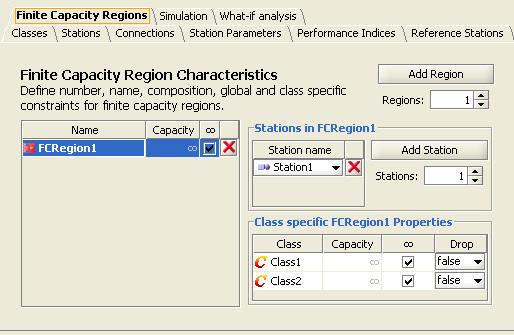 Finite Capacity Regions Simulation What-if analysis
Classes Stations Connections Station Parameters Performance Indices Reference Stations
Finite Capacity Region Characteristics
Define number, name, composition, global and class specific
constraints for finite capacity regions.
Add Region
Regions: 1
Name Capacity ∞
FCRegion1 ∞
Stations in FCRegion1
Station name
Station1
Add Station
Stations: 1
Class specific FCRegion1 Properties
Class Capacity ∞ Drop
Class1 ∞ false
Class2 ∞ false